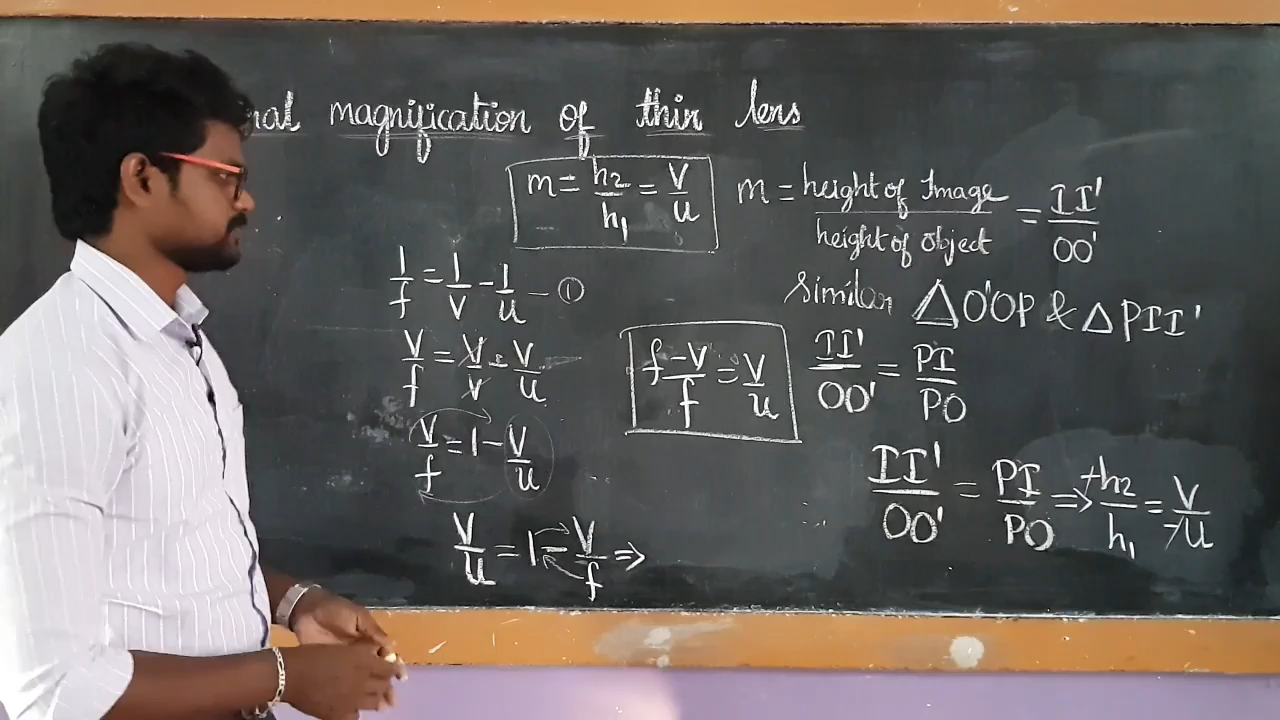 magnification of thin lens
m = h2/h1 = v/u
m = height of Image/height of object = II'/OO'
1/f = 1/v - 1/u - ①
Similar △O'OP & △PII'
v/f = v/v - v/u
f-v/f = v/u
II'/OO' = PI/PO
v/f = 1 - v/u
II'/OO' = PI/PO ⇒ +h2/h1 = v/-u
v/u = 1 - v/f ⇒